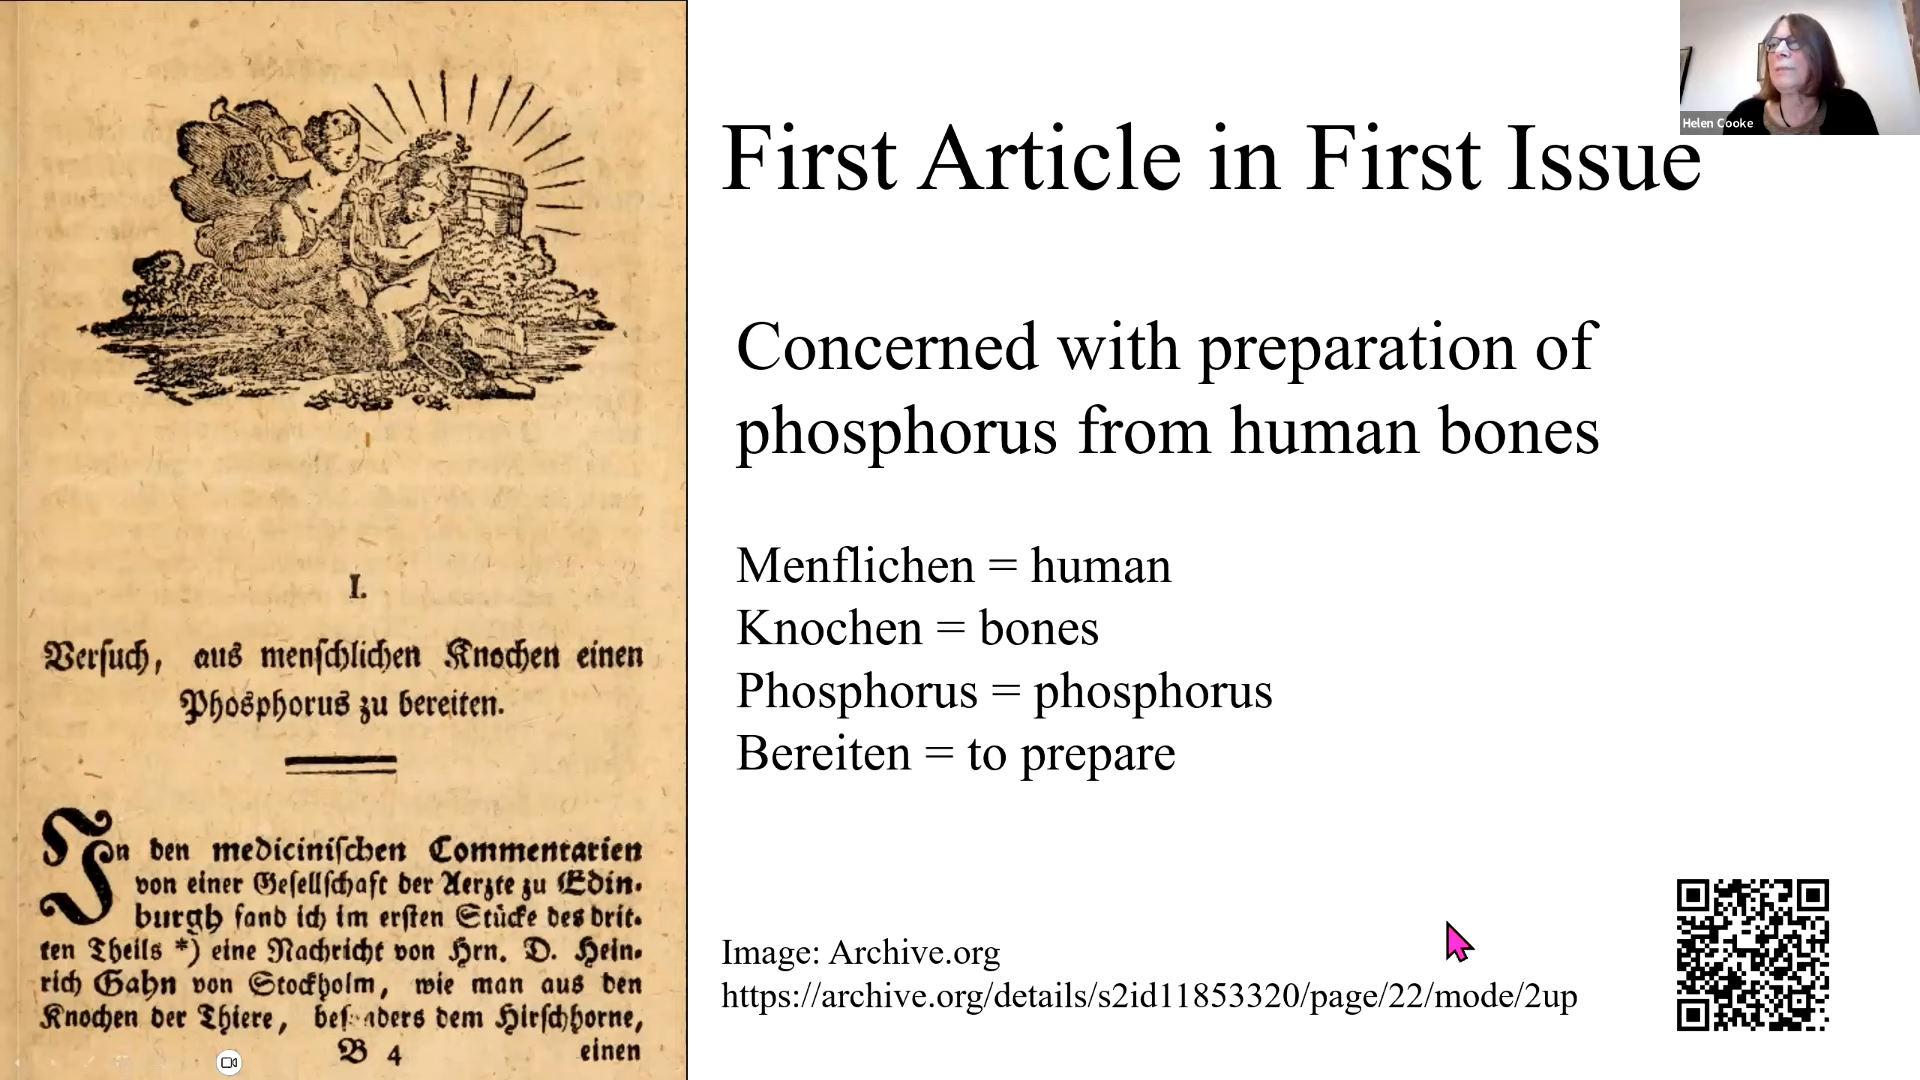 I.
Verſuch, aus menſchlichen Knochen einen
Phosphorus zu bereiten.
In den mediciniſchen Commentarien
von einer Geſellſchaft der Aerzte zu Edin-
burgh fand ich im erſten Stücke des drit-
ten Theils *) eine Nachricht von Hrn. D. Hein-
rich Gahn von Stockholm, wie man aus den
Knochen der Thiere, beſonders dem Hirſchhorne,
B 4 einen
First Article in First Issue
Concerned with preparation of
phosphorus from human bones
Menflichen = human
Knochen = bones
Phosphorus = phosphorus
Bereiten = to prepare
Image: Archive.org
https://archive.org/details/s2id11853320/page/22/mode/2up
Helen Cooke